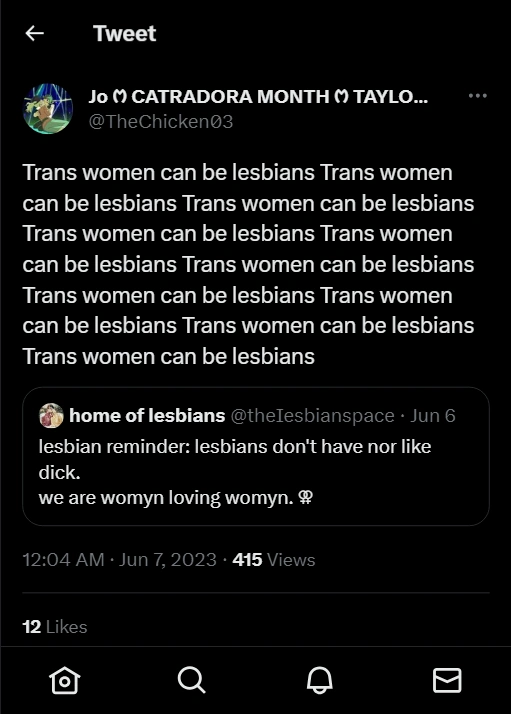 Tweet
Jo ღ CATRADORA MONTH ღ TAYLO...
@TheChicken03
Trans women can be lesbians Trans women
can be lesbians Trans women can be lesbians
Trans women can be lesbians Trans women
can be lesbians Trans women can be lesbians
Trans women can be lesbians Trans women
can be lesbians Trans women can be lesbians
Trans women can be lesbians
home of lesbians @theIesbianspace · Jun 6
lesbian reminder: lesbians don't have nor like
dick.
we are womyn loving womyn. ⚢
12:04 AM · Jun 7, 2023 · 415 Views
12 Likes